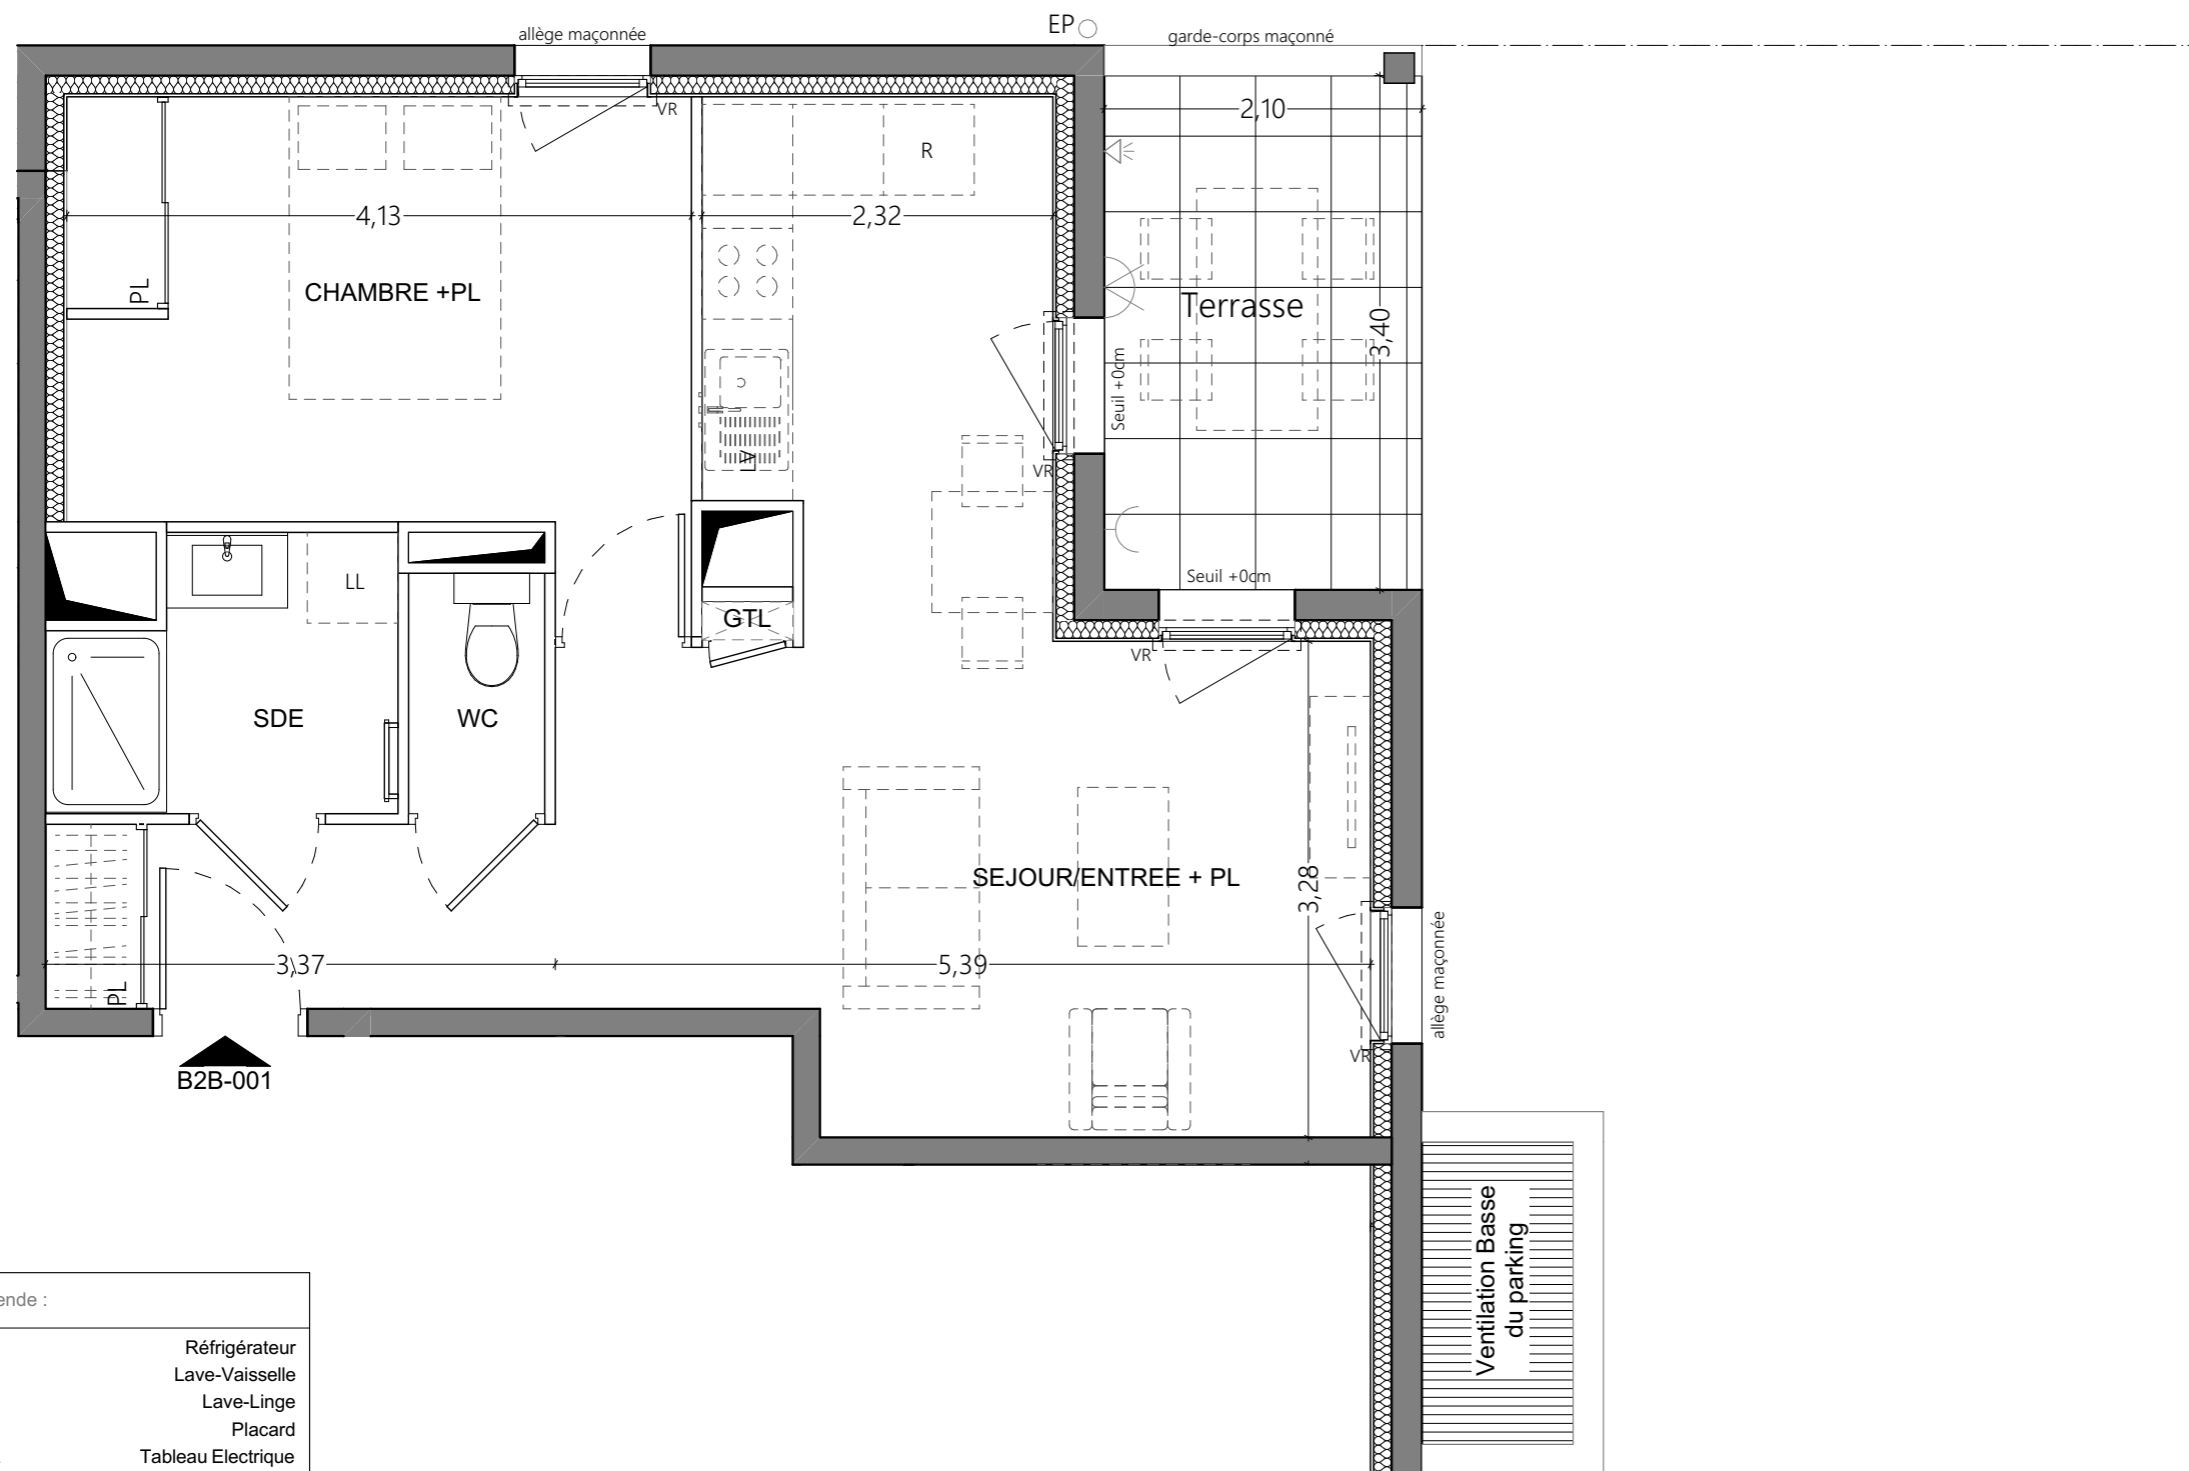 EP
allège maçonnée
garde-corps maçonné
VR
2,10
R
4,13
2,32
PL
CHAMBRE +PL
Terrasse
3,40
Seuil +0cm
VR
Seuil +0cm
LL
GTL
VR
SDE
WC
SEJOUR/ENTREE + PL
3,28
allège maçonnée
3,37
5,39
PL
VR
B2B-001
Ventilation Basse
du parking
ende :
Réfrigérateur
Lave-Vaisselle
Lave-Linge
Placard
Tableau Electrique